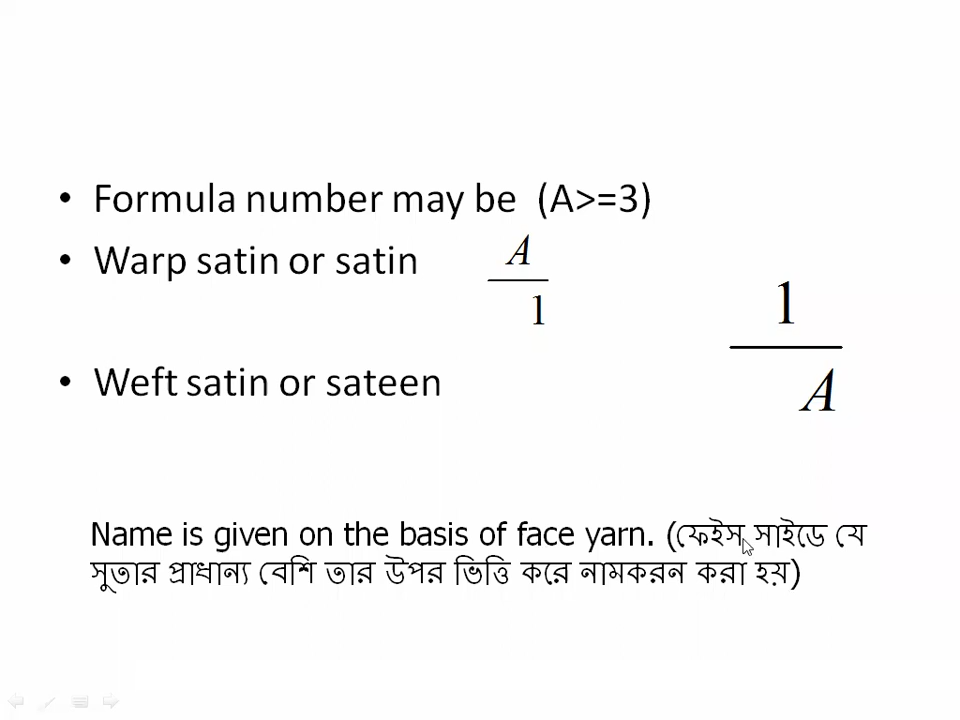 • Formula number may be (A>=3)
• Warp satin or satin
A
1
1
A
• Weft satin or sateen
Name is given on the basis of face yarn. (ফেইস সাইডে যে
সুতার প্রাধান্য বেশি তার উপর ভিত্তি করে নামকরন করা হয়)